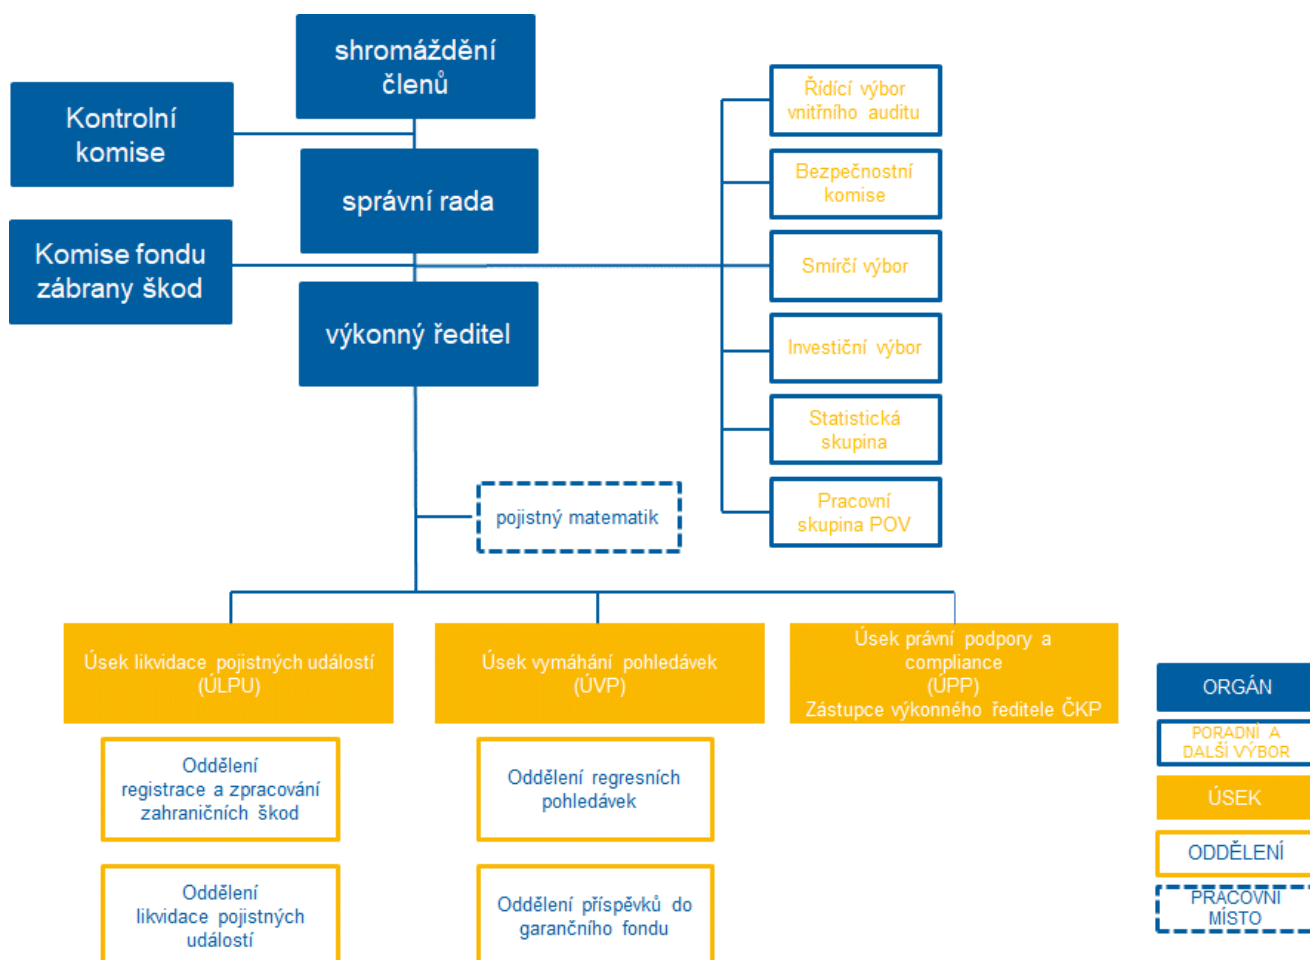 shromáždění
členů
Kontrolní
komise
správní rada
Komise fondu
zábrany škod
výkonný ředitel
Řídící výbor
vnitřního auditu
Bezpečnostní
komise
Smírčí výbor
Investiční výbor
Statistická
skupina
Pracovní
skupina POV
pojistný matematik
Úsek likvidace pojistných událostí
(ÚLPU)
Úsek vymáhání pohledávek
(ÚVP)
Úsek právní podpory a
compliance
(ÚPP)
Zástupce výkonného ředitele ČKP
Oddělení
registrace a zpracování
zahraničních škod
Oddělení regresních
pohledávek
Oddělení
likvidace pojistných
událostí
Oddělení příspěvků do
garančního fondu
ORGÁN
PORADNÍ A
DALŠÍ VÝBOR
ÚSEK
ODDĚLENÍ
PRACOVNÍ
MÍSTO